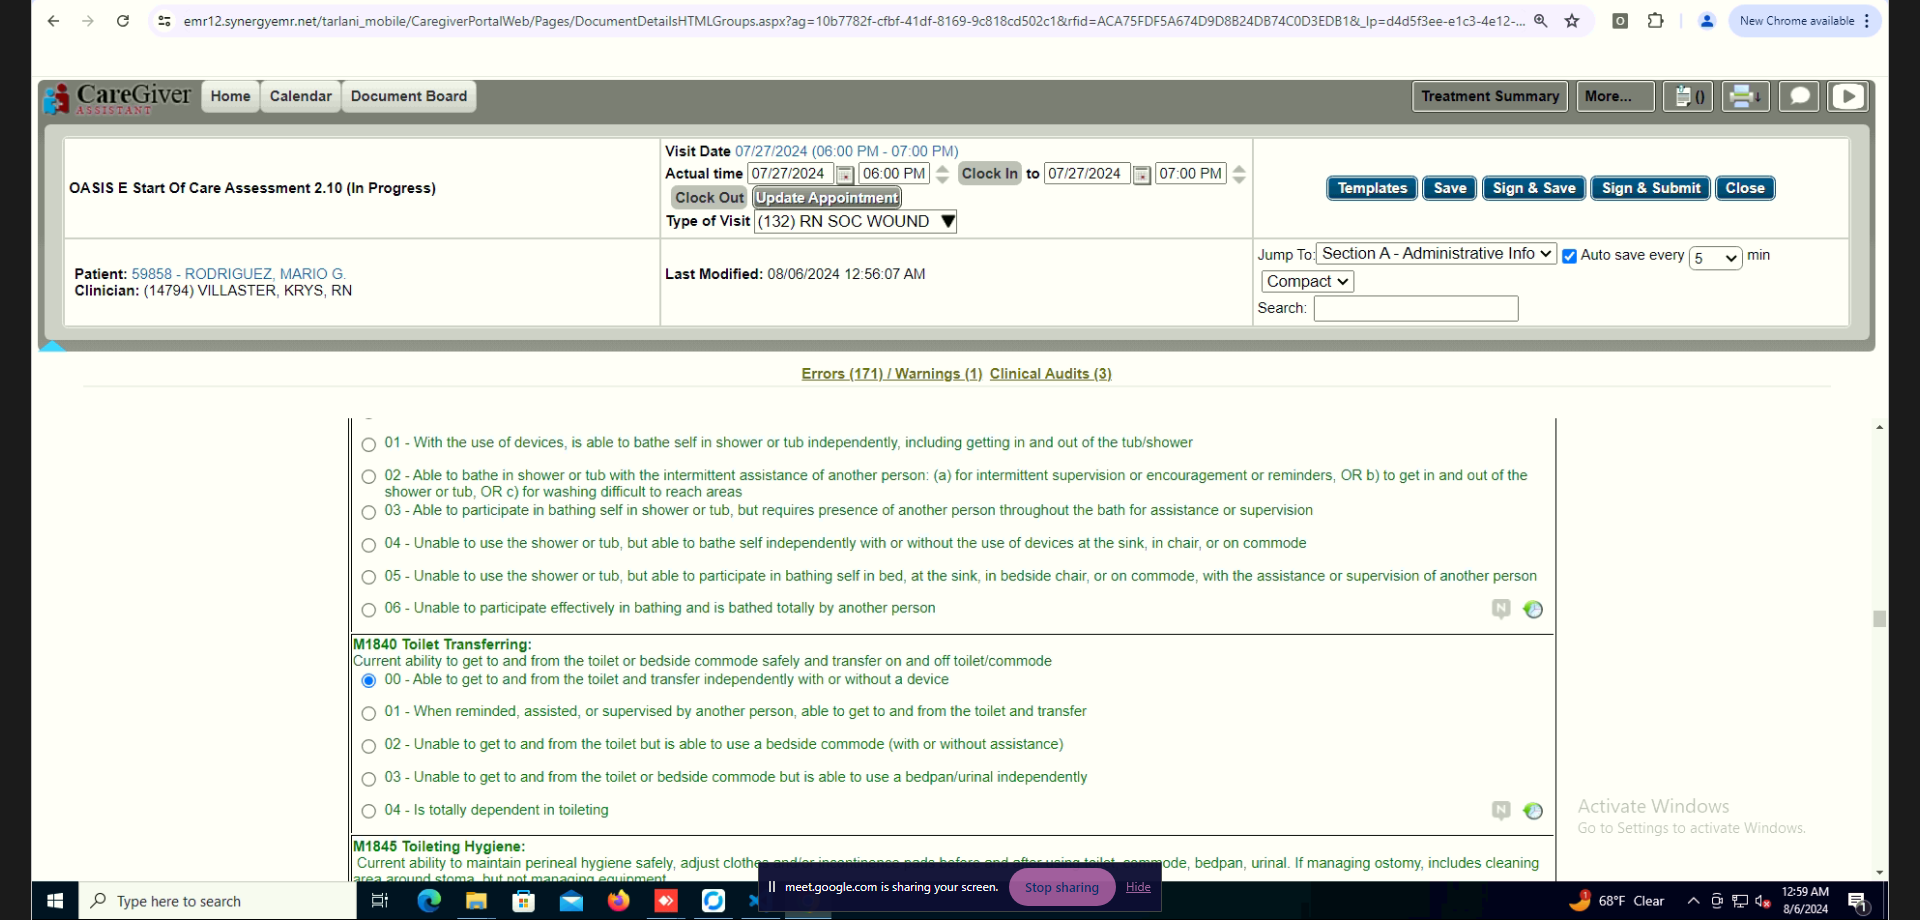 emr12.synergyemr.net/tarlani_mobile/CaregiverPortalWeb/Pages/DocumentDetailsHTMLGroups.aspx?ag=10b7782f-cfbf-41df-8169-9c818cd502c1&rfid=ACA75FDF5A674D9D8B24DB74C0D3EDB1&_lp=d4d5f3ee-e1c3-4e12-...
New Chrome available
CareGiver
ASSISTANT
Home
Calendar
Document Board
Treatment Summary
More...
()
OASIS E Start Of Care Assessment 2.10 (In Progress)
Visit Date 07/27/2024 (06:00 PM - 07:00 PM)
Actual time 07/27/2024 06:00 PM Clock In to 07/27/2024 07:00 PM
Clock Out Update Appointment
Type of Visit (132) RN SOC WOUND
Templates
Save
Sign & Save
Sign & Submit
Close
Patient: 59858 - RODRIGUEZ, MARIO G.
Clinician: (14794) VILLASTER, KRYS, RN
Last Modified: 08/06/2024 12:56:07 AM
Jump To: Section A - Administrative Info Auto save every 5 min
Compact
Search:
Errors (171) / Warnings (1) Clinical Audits (3)
01 - With the use of devices, is able to bathe self in shower or tub independently, including getting in and out of the tub/shower
02 - Able to bathe in shower or tub with the intermittent assistance of another person: (a) for intermittent supervision or encouragement or reminders, OR b) to get in and out of the
shower or tub, OR c) for washing difficult to reach areas
03 - Able to participate in bathing self in shower or tub, but requires presence of another person throughout the bath for assistance or supervision
04 - Unable to use the shower or tub, but able to bathe self independently with or without the use of devices at the sink, in chair, or on commode
05 - Unable to use the shower or tub, but able to participate in bathing self in bed, at the sink, in bedside chair, or on commode, with the assistance or supervision of another person
06 - Unable to participate effectively in bathing and is bathed totally by another person
N
M1840 Toilet Transferring:
Current ability to get to and from the toilet or bedside commode safely and transfer on and off toilet/commode
00 - Able to get to and from the toilet and transfer independently with or without a device
01 - When reminded, assisted, or supervised by another person, able to get to and from the toilet and transfer
02 - Unable to get to and from the toilet but is able to use a bedside commode (with or without assistance)
03 - Unable to get to and from the toilet or bedside commode but is able to use a bedpan/urinal independently
04 - Is totally dependent in toileting
N
Activate Windows
Go to Settings to activate Windows.
M1845 Toileting Hygiene:
Current ability to maintain perineal hygiene safely, adjust clothes and/or incontinence pads before and after using toilet, commode, bedpan, urinal. If managing ostomy, includes cleaning
area around stoma, but not managing equipment
meet.google.com is sharing your screen.
Stop sharing
Hide
Type here to search
68°F Clear
12:59 AM
8/6/2024
1